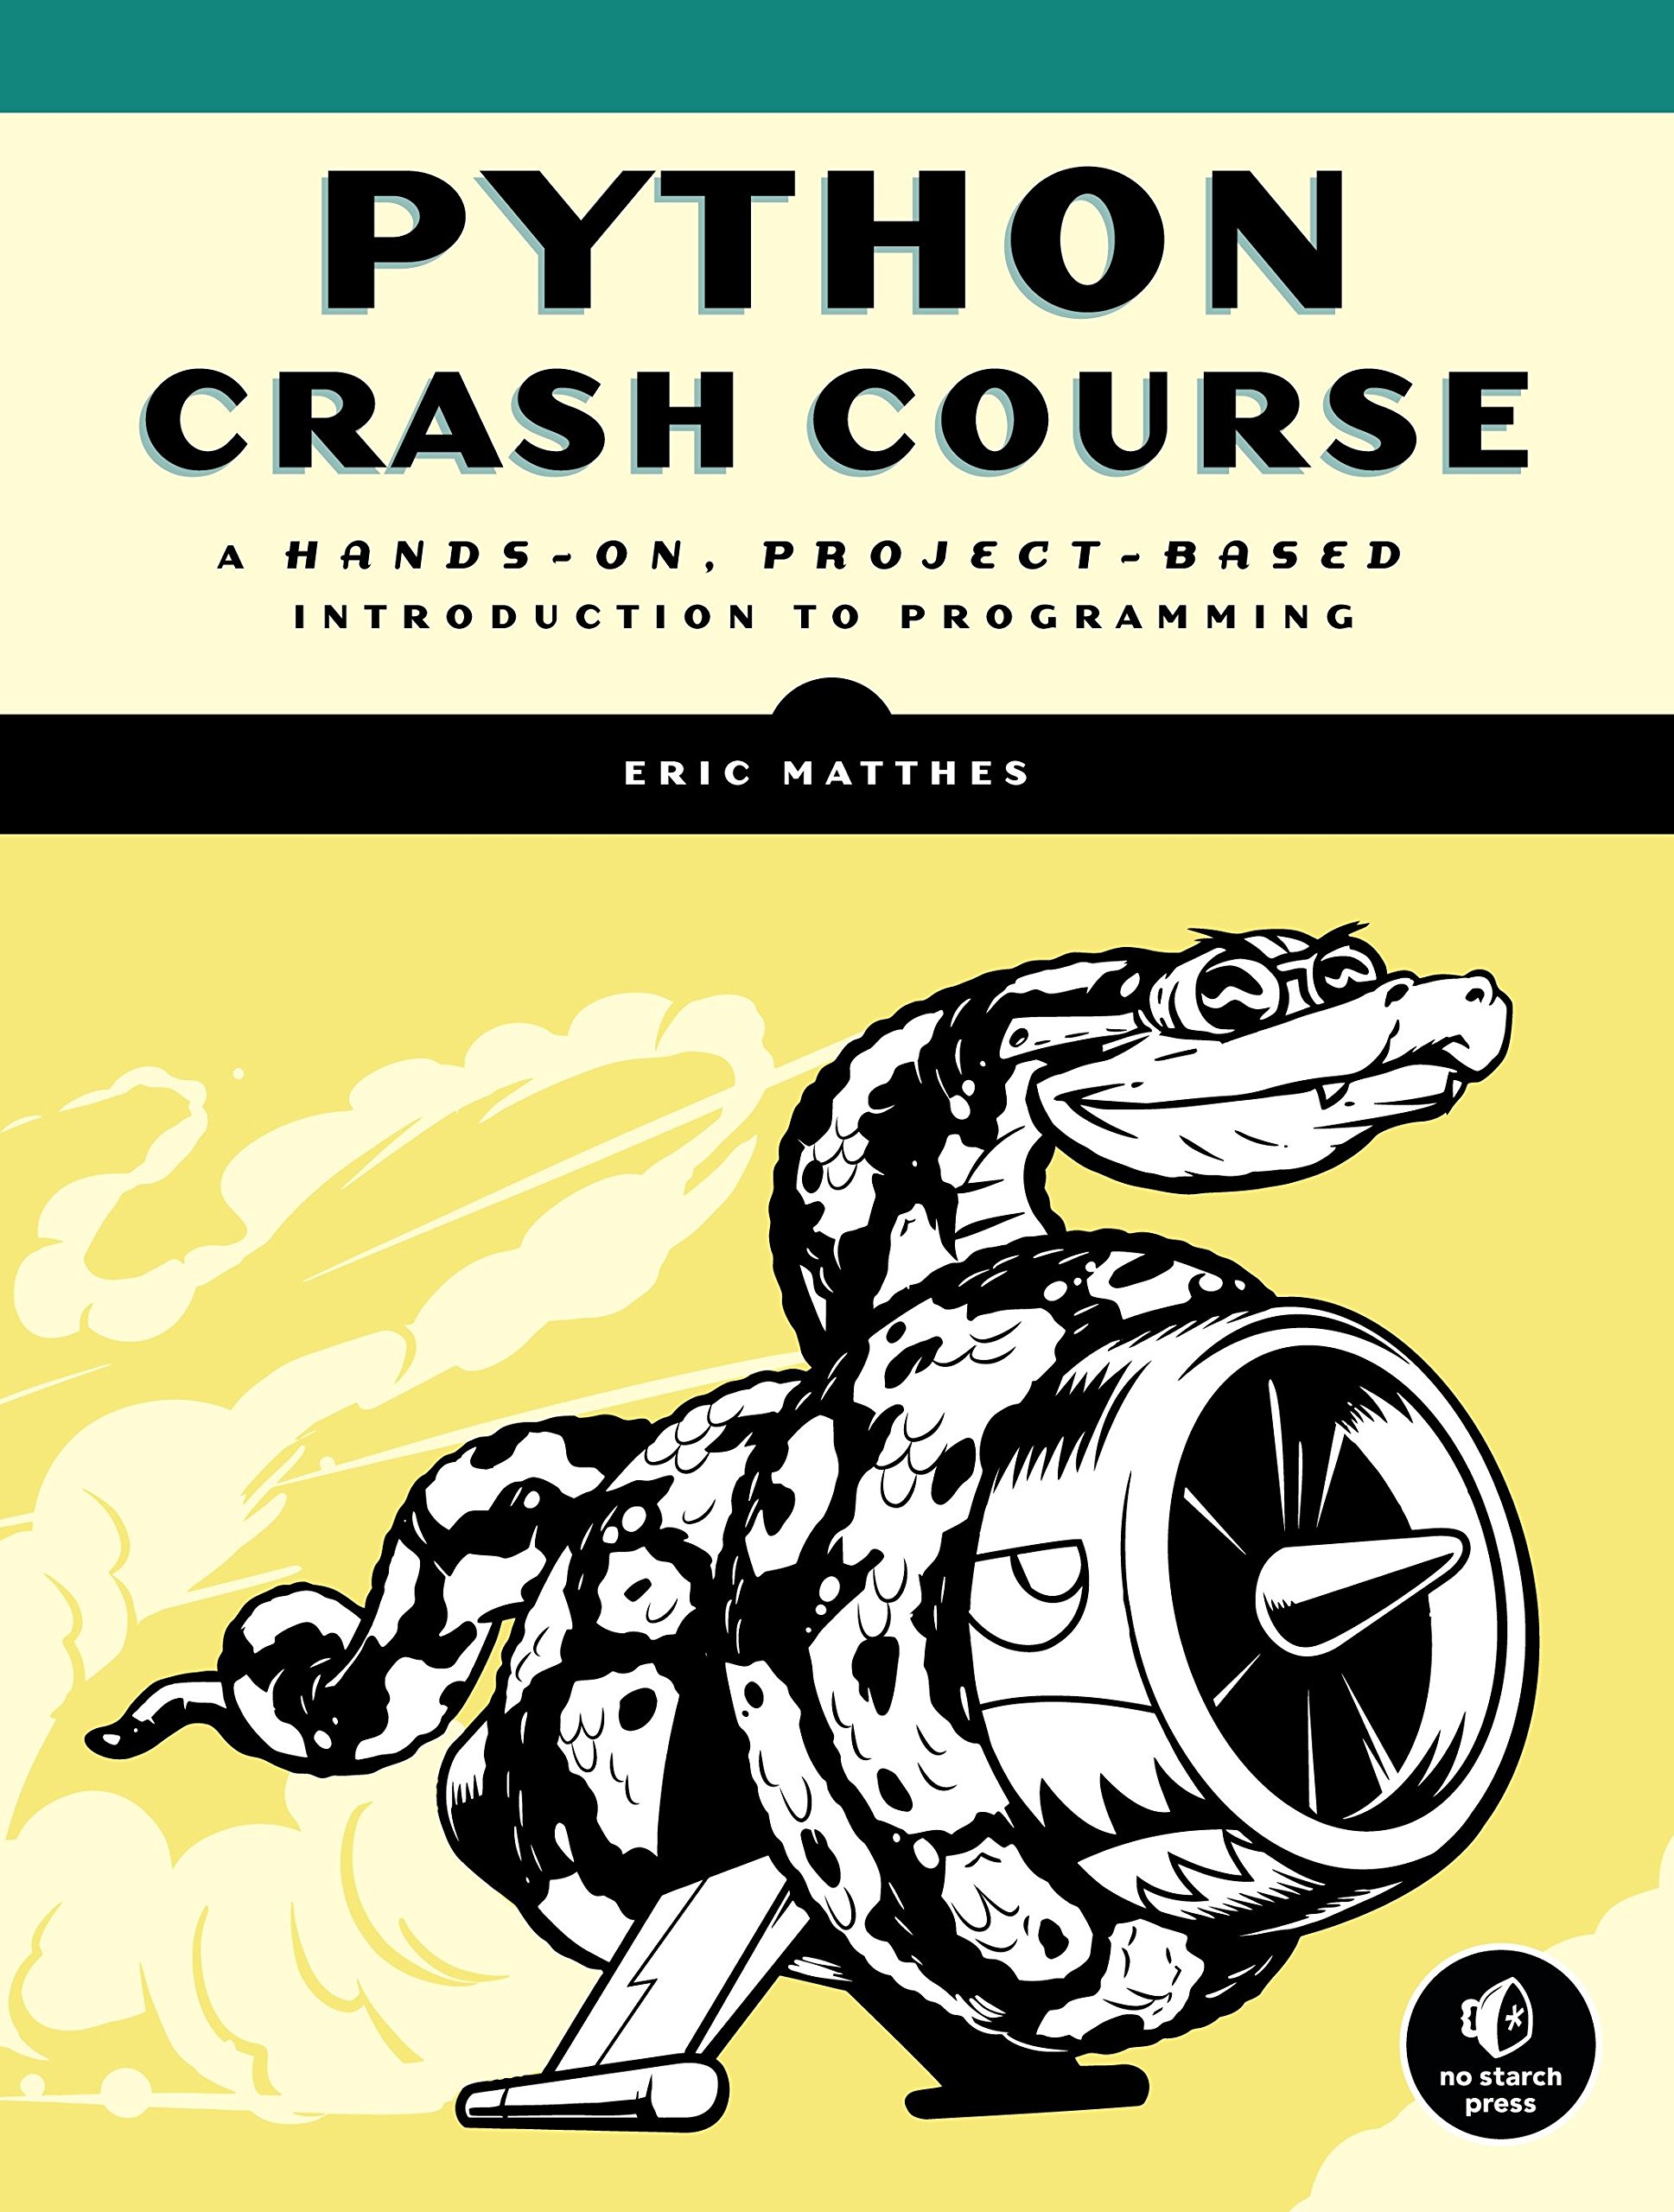 PYTHON
CRASH COURSE
A HANDS-ON, PROJECT-BASED
INTRODUCTION TO PROGRAMMING
ERIC MATTHES
no starch
press